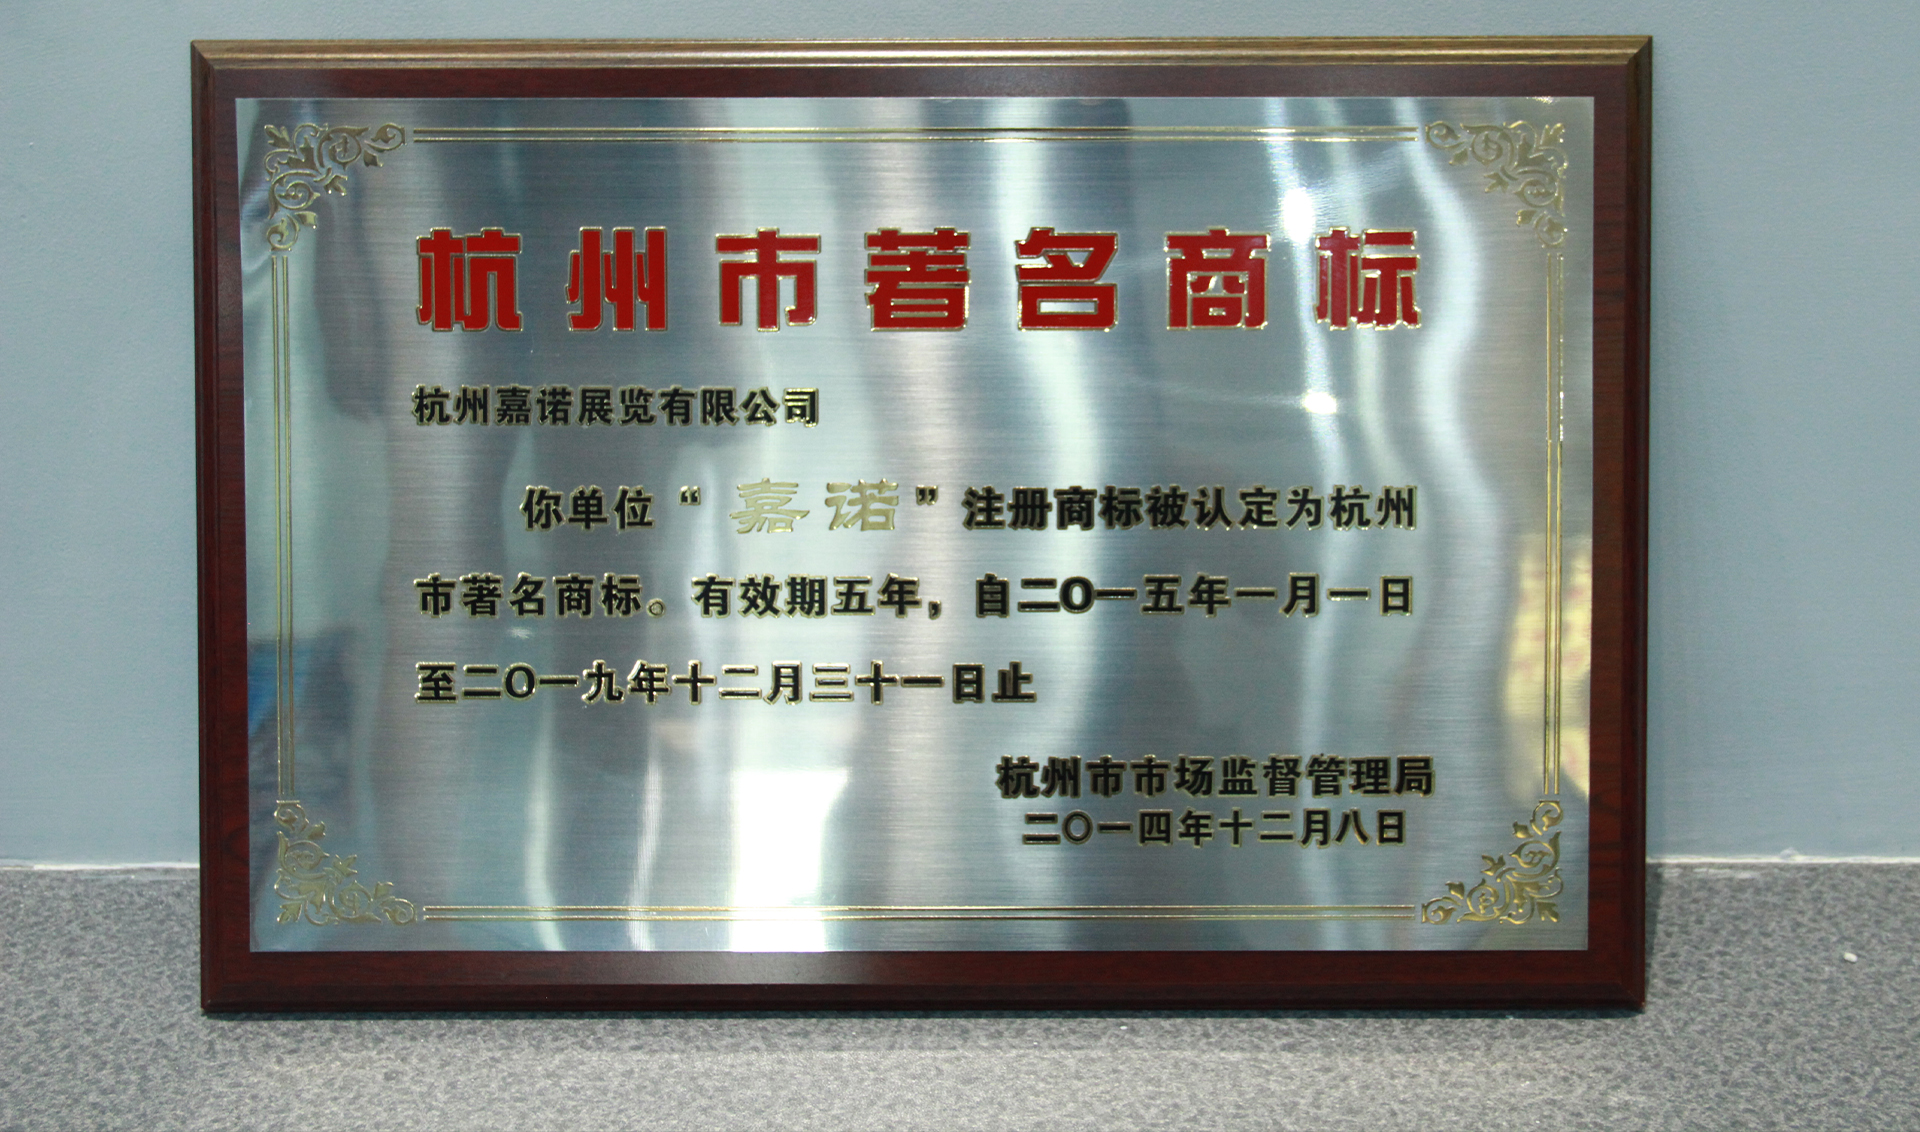 杭州市著名商标
杭州嘉诺展览有限公司
你单位“嘉诺”注册商标被认定为杭州
市著名商标。有效期五年，自二〇一五年一月一日
至二〇一九年十二月三十一日止
杭州市市场监督管理局
二〇一四年十二月八日